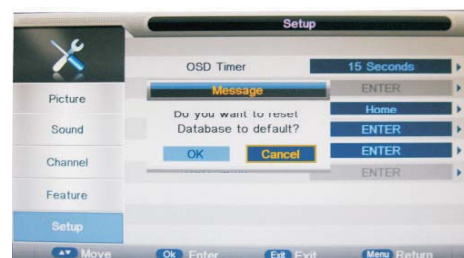 Setup
OSD Timer
15 Seconds
Message
ENTER
Picture
Do you want to reset
Home
Sound
Database to default?
ENTER
OK
Cancel
ENTER
Channel
ENTER
Feature
Setup
Move
Ok Enter
Exit Exit
Menu Return